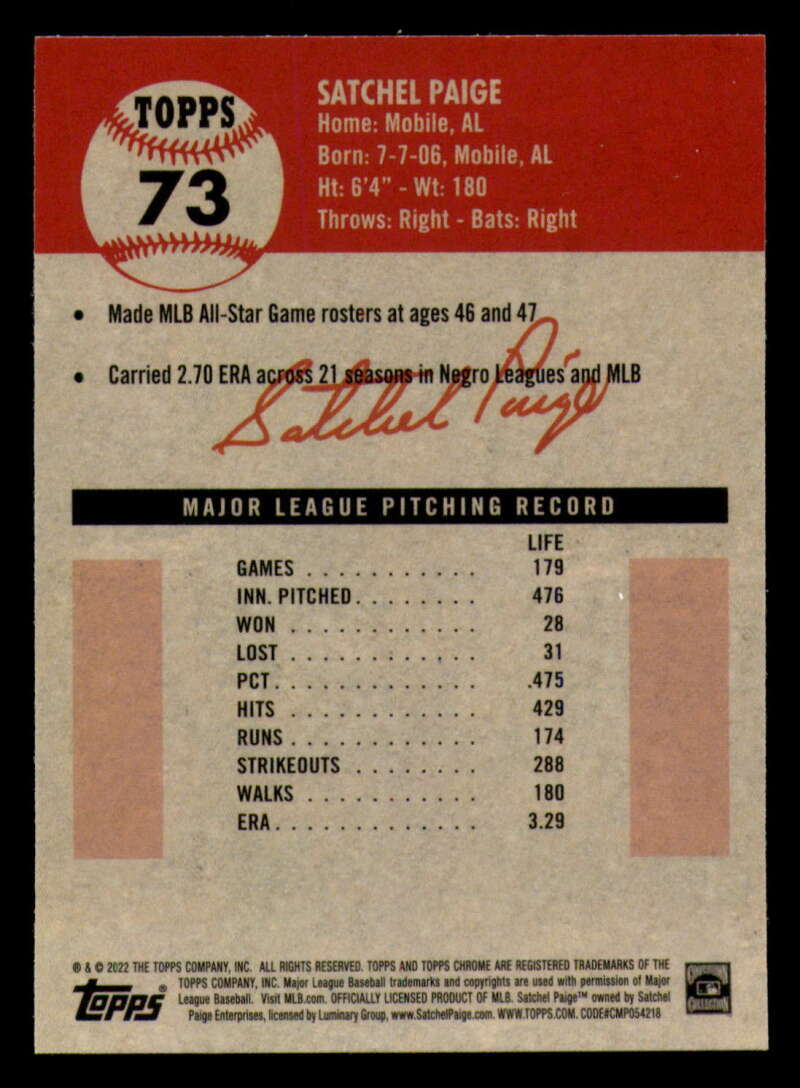 TOPPS
73
SATCHEL PAIGE
Home: Mobile, AL
Born: 7-7-06, Mobile, AL
Ht: 6'4" - Wt: 180
Throws: Right - Bats: Right
• Made MLB All-Star Game rosters at ages 46 and 47
• Carried 2.70 ERA across 21 seasons in Negro Leagues and MLB
Satchel Paige
MAJOR LEAGUE PITCHING RECORD
LIFE
GAMES . . . . . . . . . . . . 179
INN. PITCHED. . . . . . . . 476
WON . . . . . . . . . . . . . 28
LOST . . . . . . . . . . . . . 31
PCT. . . . . . . . . . . . . . .475
HITS . . . . . . . . . . . . . 429
RUNS . . . . . . . . . . . . . 174
STRIKEOUTS . . . . . . . . 288
WALKS . . . . . . . . . . . . 180
ERA. . . . . . . . . . . . . . 3.29
® & © 2022 THE TOPPS COMPANY, INC. ALL RIGHTS RESERVED. TOPPS AND TOPPS CHROME ARE REGISTERED TRADEMARKS OF THE
TOPPS COMPANY, INC. Major League Baseball trademarks and copyrights are used with permission of Major
League Baseball. Visit MLB.com. OFFICIALLY LICENSED PRODUCT OF MLB. Satchel Paige™ owned by Satchel
Paige Enterprises, licensed by Luminary Group, www.SatchelPaige.com. WWW.TOPPS.COM. CODE#CMP054218
Topps®
COOPERSTOWN
COLLECTION